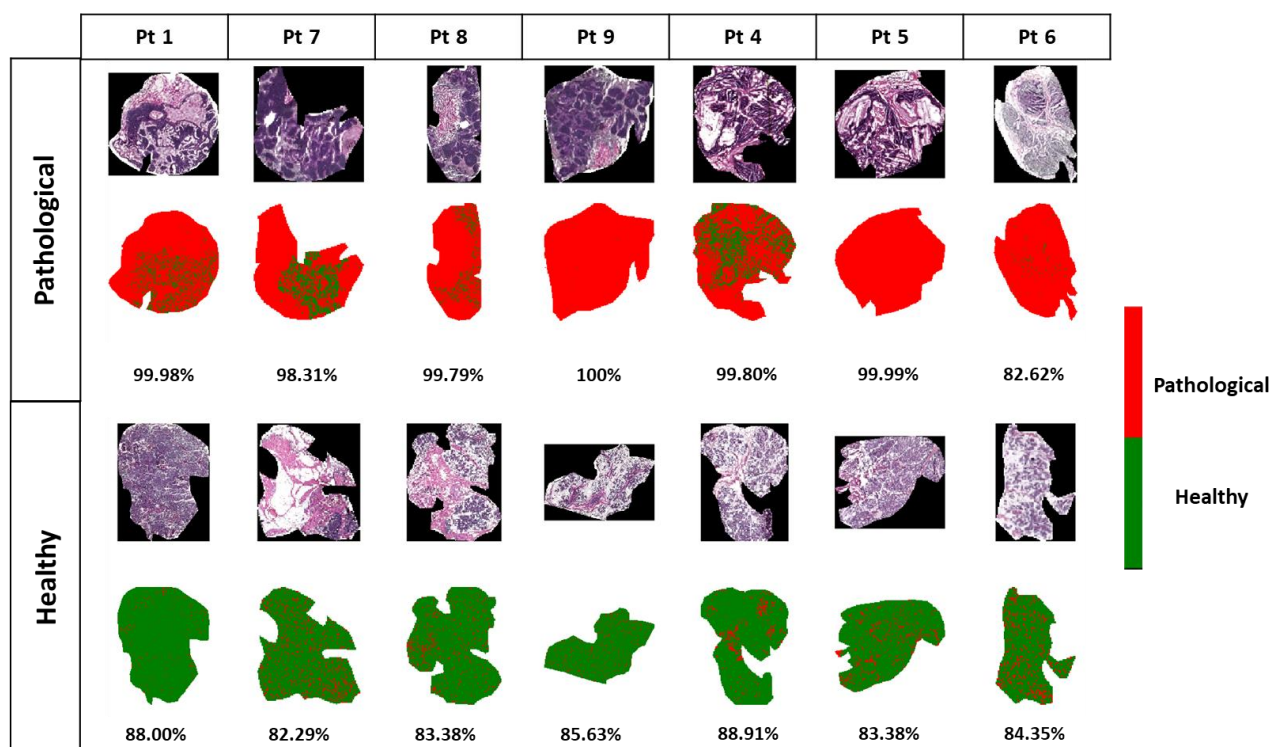 Pt 1 Pt 7 Pt 8 Pt 9 Pt 4 Pt 5 Pt 6
Pathological
99.98% 98.31% 99.79% 100% 99.80% 99.99% 82.62%
Healthy
88.00% 82.29% 83.38% 85.63% 88.91% 83.38% 84.35%
Pathological
Healthy